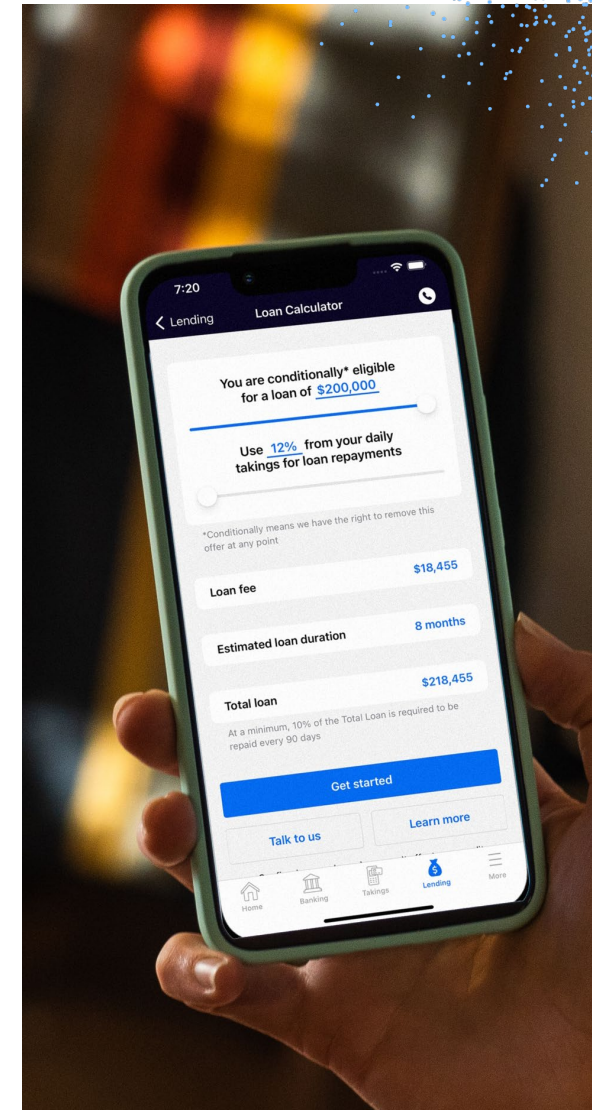 7:20
Lending
Loan Calculator
You are conditionally* eligible
for a loan of $200,000
Use 12% from your daily
takings for loan repayments
*Conditionally means we have the right to remove this
offer at any point
Loan fee
$18,455
Estimated loan duration
8 months
Total loan
$218,455
At a minimum, 10% of the Total Loan is required to be
repaid every 90 days
Get started
Talk to us
Learn more
Home
Banking
Takings
Lending
More